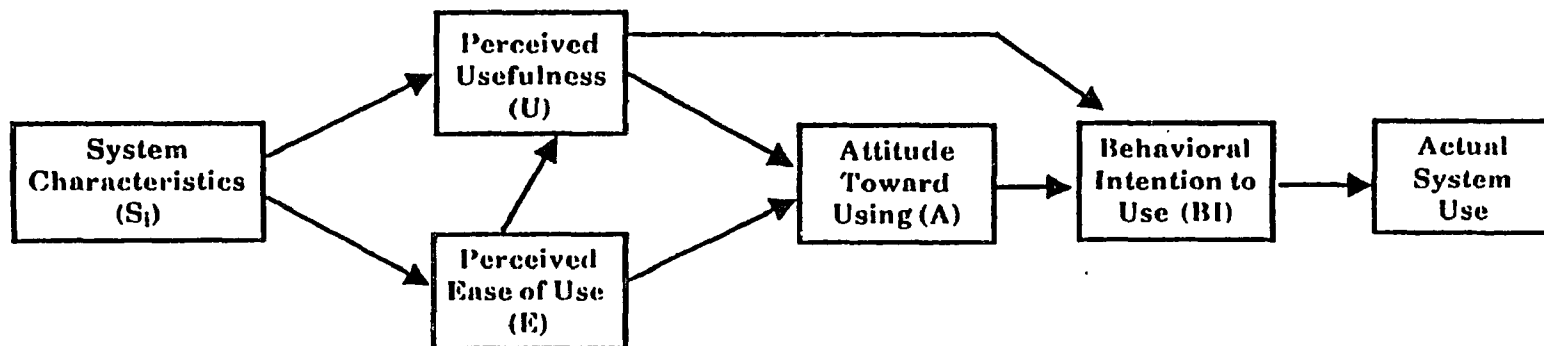 Perceived
Usefulness
(U)
System
Characteristics
(Si)
Perceived
Ease of Use
(E)
Attitude
Toward
Using (A)
Behavioral
Intention to
Use (BI)
Actual
System
Use